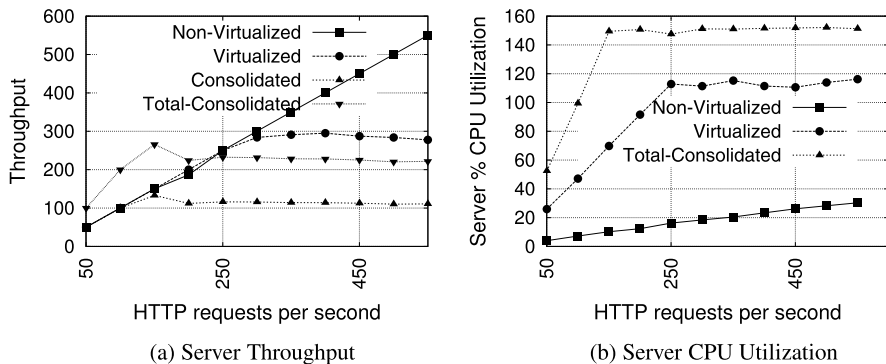 600
500
400
300
200
100
0
Throughput
Non-Virtualized
Virtualized
Consolidated
Total-Consolidated
50
250
450
HTTP requests per second
(a) Server Throughput
160
140
120
100
80
60
40
20
0
Server % CPU Utilization
Non-Virtualized
Virtualized
Total-Consolidated
50
250
450
HTTP requests per second
(b) Server CPU Utilization